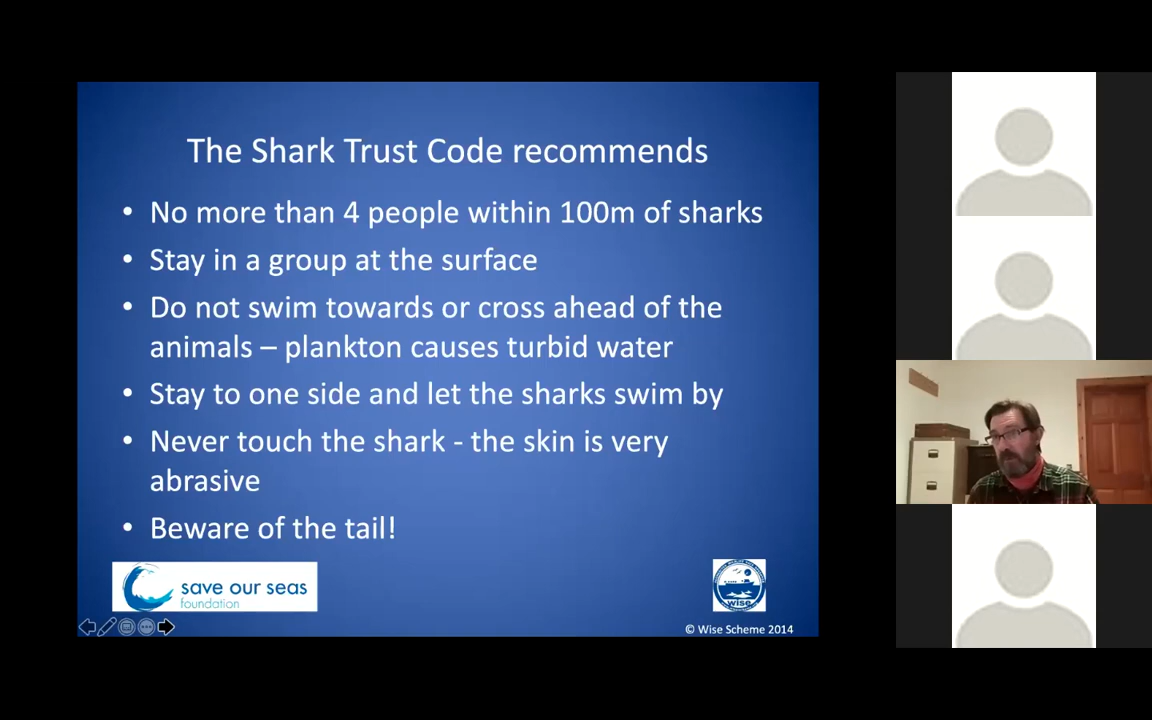 The Shark Trust Code recommends
• No more than 4 people within 100m of sharks
• Stay in a group at the surface
• Do not swim towards or cross ahead of the
animals – plankton causes turbid water
• Stay to one side and let the sharks swim by
• Never touch the shark - the skin is very
abrasive
• Beware of the tail!
save our seas
foundation
wise
© Wise Scheme 2014